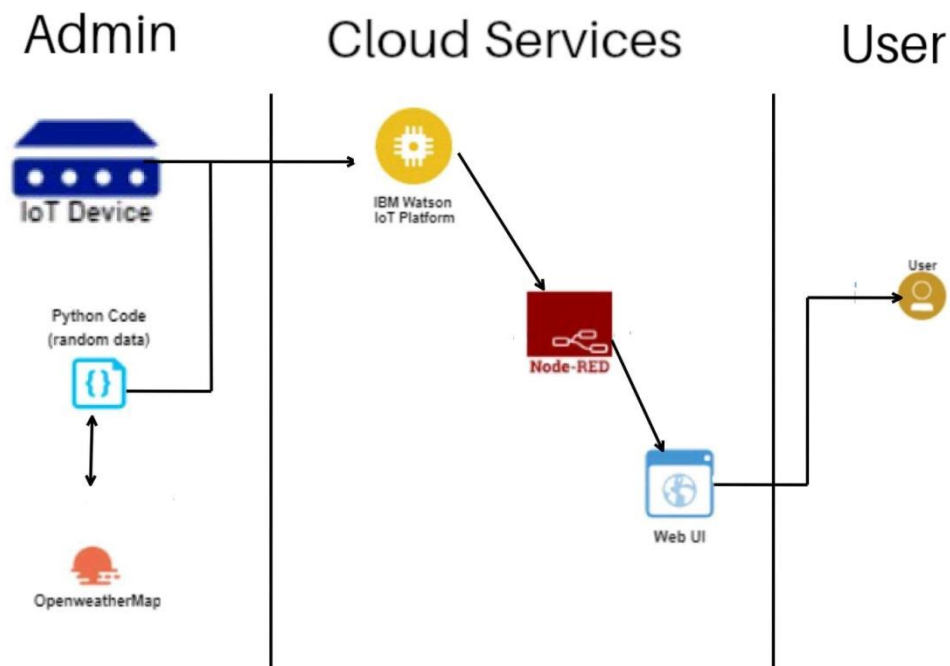 Admin
Cloud Services
User
IoT Device
IBM Watson
IoT Platform
User
Python Code
(random data)
{}
Node-RED
Web UI
OpenweatherMap